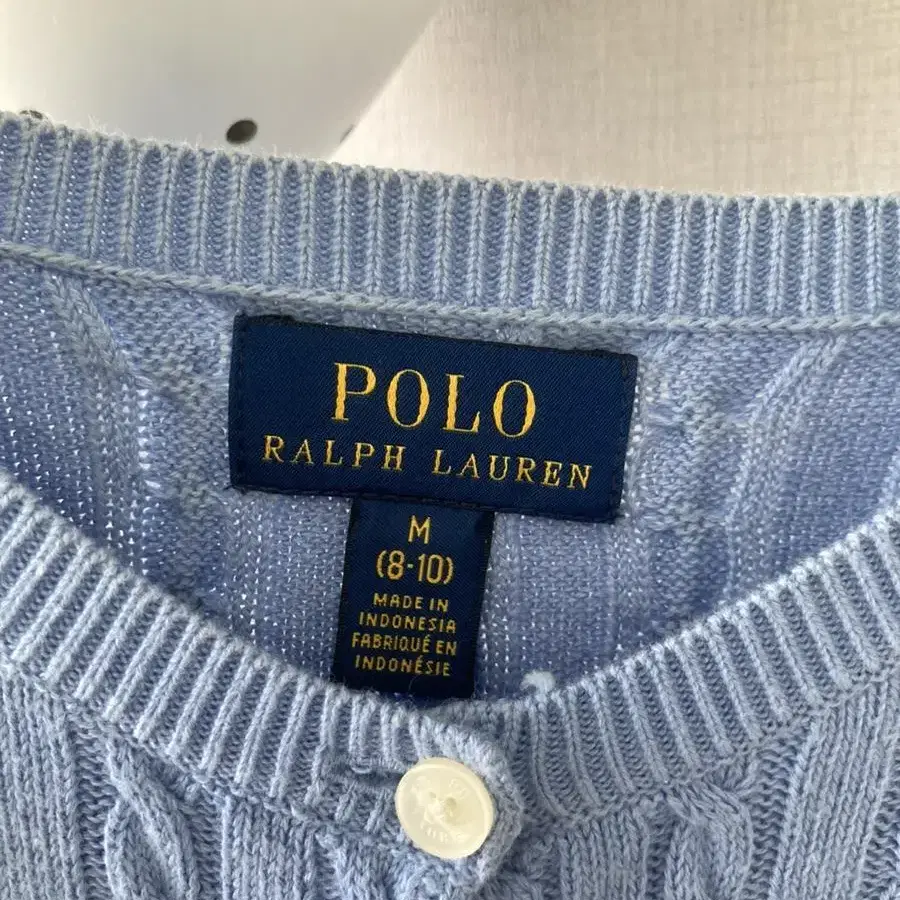 POLO
RALPH LAUREN
M
(8-10)
MADE IN
INDONESIA
FABRIQUÉ EN
INDONÉSIE